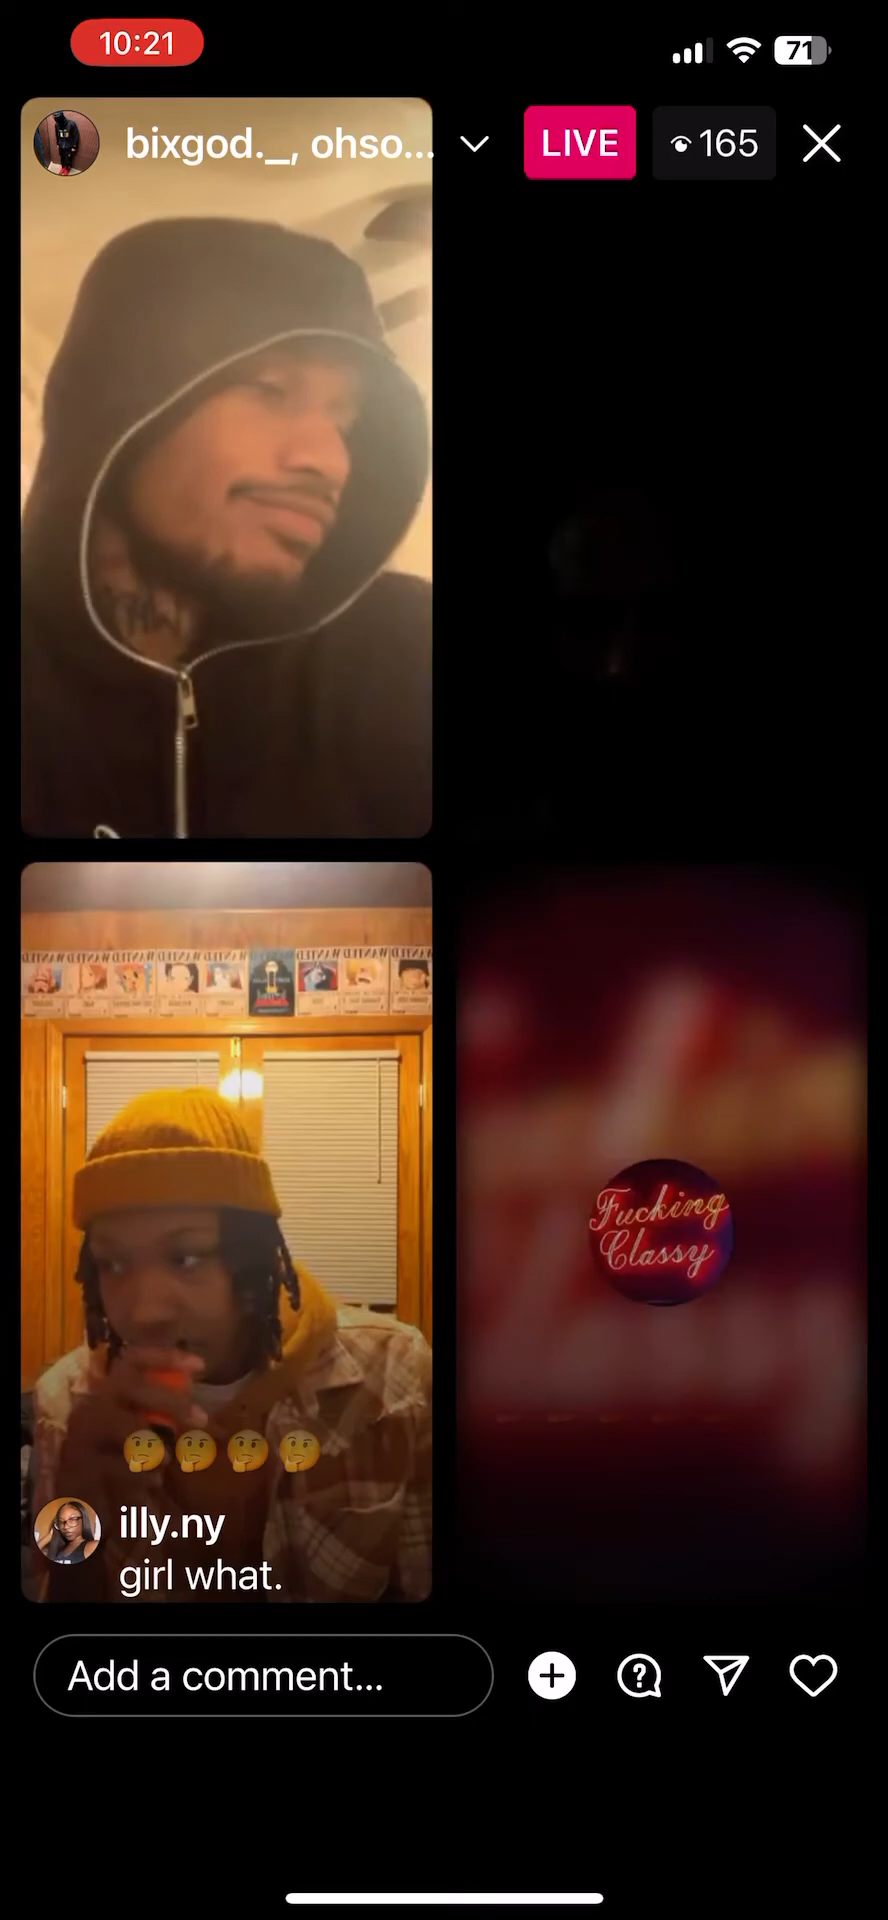 10:21
71
bixgod._, ohso...
LIVE
165
Fucking
Classy
🤔🤔🤔🤔
illy.ny
girl what.
Add a comment...